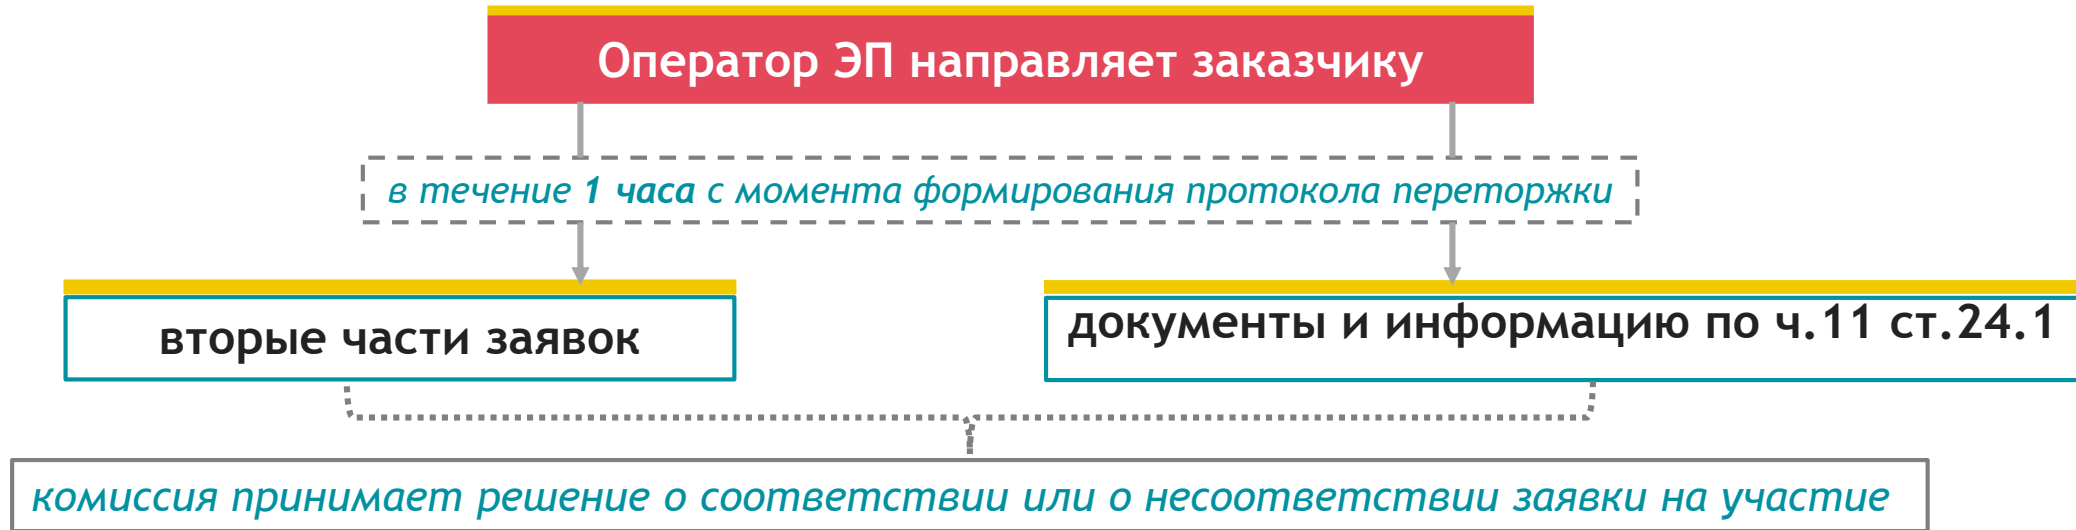 Оператор ЭП направляет заказчику
в течение 1 часа с момента формирования протокола переторжки
вторые части заявок
документы и информацию по ч.11 ст.24.1
комиссия принимает решение о соответствии или о несоответствии заявки на участие